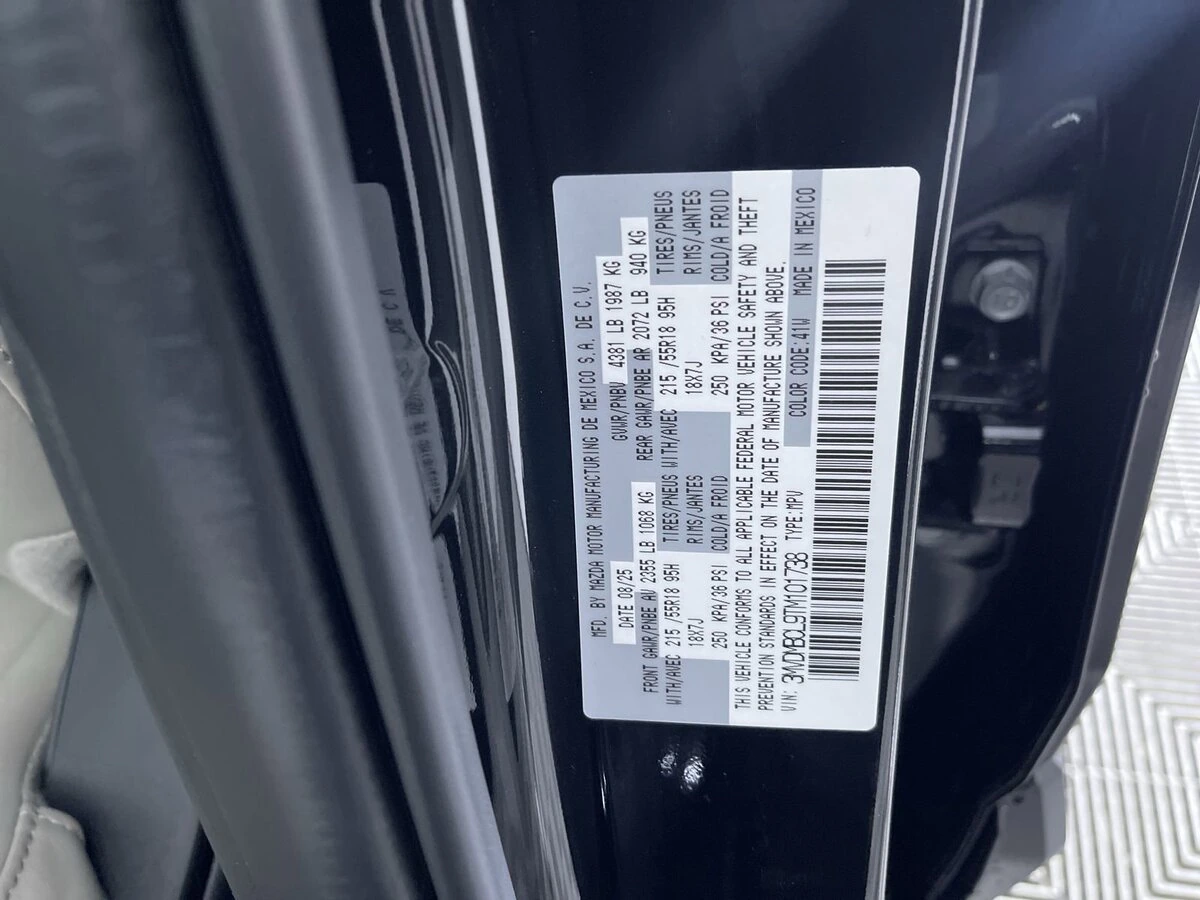 MFD. BY MAZDA MOTOR MANUFACTURING DE MEXICO S.A. DE C.V.
DATE 08/25 GVWR/PNBV 4381 LB 1987 KG
FRONT GAWR/PNBE AV 2355 LB 1068 KG REAR GAWR/PNBE AR 2072 LB 940 KG
WITH/AVEC 215 /55R18 95H TIRES/PNEUS WITH/AVEC 215 /55R18 95H TIRES/PNEUS
18X7J RIMS/JANTES 18X7J RIMS/JANTES
250 KPA/36 PSI COLD/A FROID 250 KPA/36 PSI COLD/A FROID
THIS VEHICLE CONFORMS TO ALL APPLICABLE FEDERAL MOTOR VEHICLE SAFETY AND THEFT
PREVENTION STANDARDS IN EFFECT ON THE DATE OF MANUFACTURE SHOWN ABOVE.
VIN: 3MVDMBCL9TM101738 TYPE:MPV COLOR CODE:41W MADE IN MEXICO